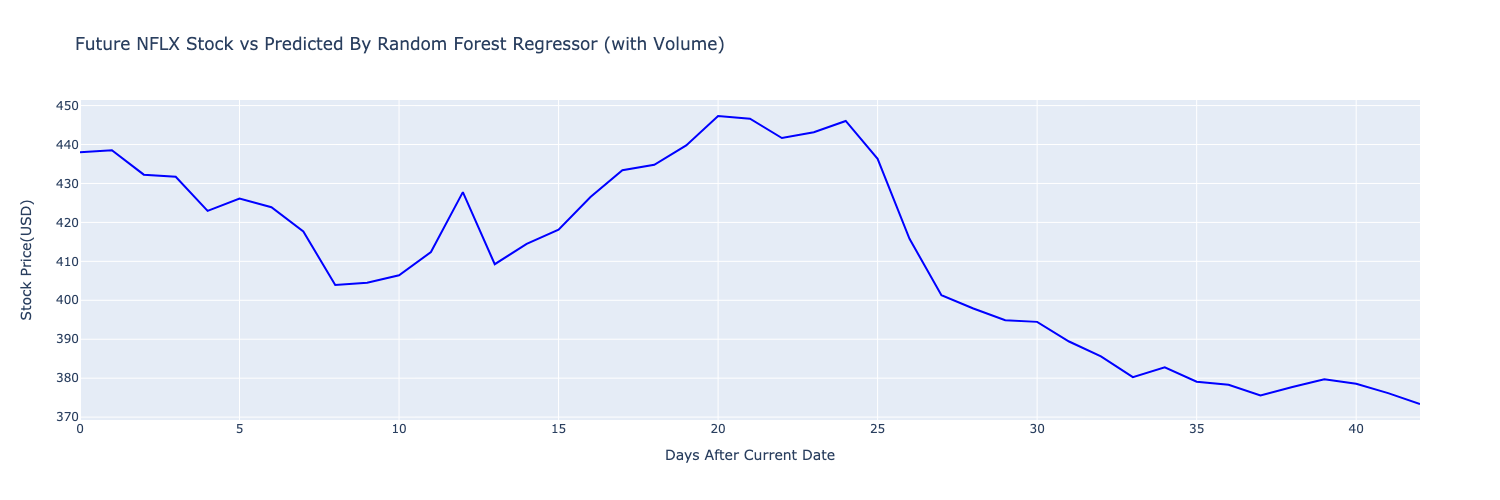 Future NFLX Stock vs Predicted By Random Forest Regressor (with Volume)
Stock Price(USD)
450
440
430
420
410
400
390
380
370
0 5 10 15 20 25 30 35 40
Days After Current Date